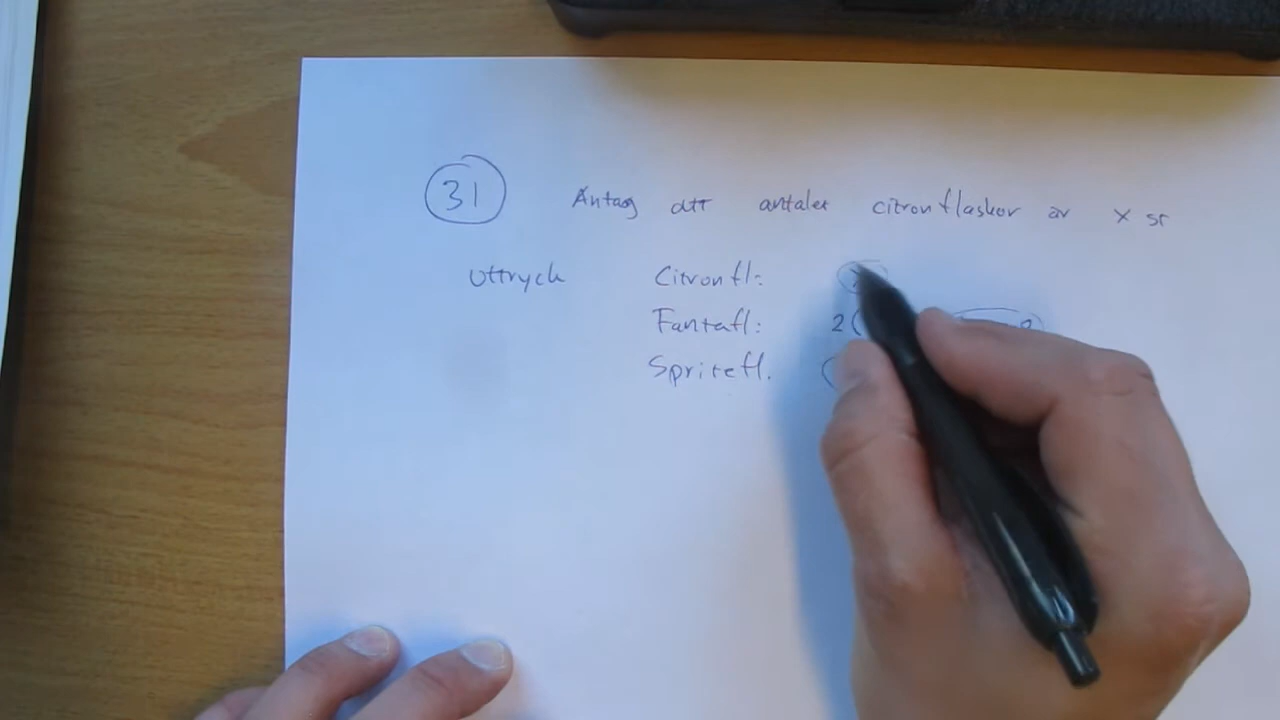 31 Antag att antalet citronflaskor är x st
Uttryck Citronfl: x
Fantafl: 2(
Spritefl. (